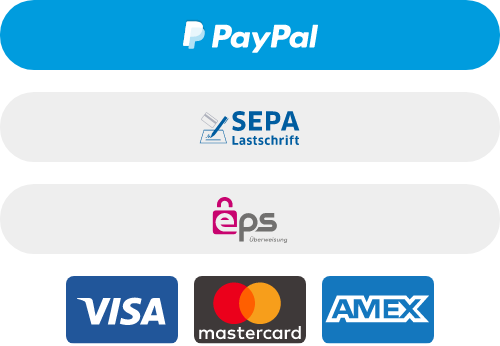 PayPal
SEPA
Lastschrift
eps
Überweisung
VISA
mastercard
AMEX